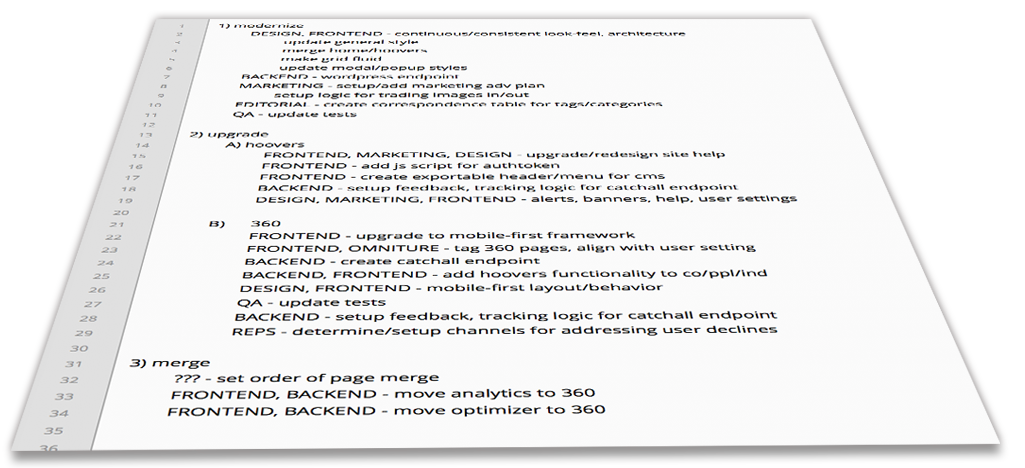 1 1) modernize
2 DESIGN, FRONTEND - continuous/consistent look-feel, architecture
4 update general style
5 merge home/hoovers
5 make grid fluid
6 update modal/popup styles
7 BACKEND - wordpress endpoint
8 MARKETING - setup/add marketing adv plan
9 setup logic for trading images in/out
10 EDITORIAL - create correspondence table for tags/categories
11 QA - update tests
12
13 2) upgrade
14 A) hoovers
15 FRONTEND, MARKETING, DESIGN - upgrade/redesign site help
16 FRONTEND - add js script for authtoken
17 FRONTEND - create exportable header/menu for cms
18 BACKEND - setup feedback, tracking logic for catchall endpoint
19 DESIGN, MARKETING, FRONTEND - alerts, banners, help, user settings
20
21 B) 360
22 FRONTEND - upgrade to mobile-first framework
23 FRONTEND, OMNITURE - tag 360 pages, align with user setting
24 BACKEND - create catchall endpoint
25 BACKEND, FRONTEND - add hoovers functionality to co/ppl/ind
26 DESIGN, FRONTEND - mobile-first layout/behavior
27 QA - update tests
28 BACKEND - setup feedback, tracking logic for catchall endpoint
29 REPS - determine/setup channels for addressing user declines
30
31 3) merge
32 ??? - set order of page merge
33 FRONTEND, BACKEND - move analytics to 360
34 FRONTEND, BACKEND - move optimizer to 360
35
36